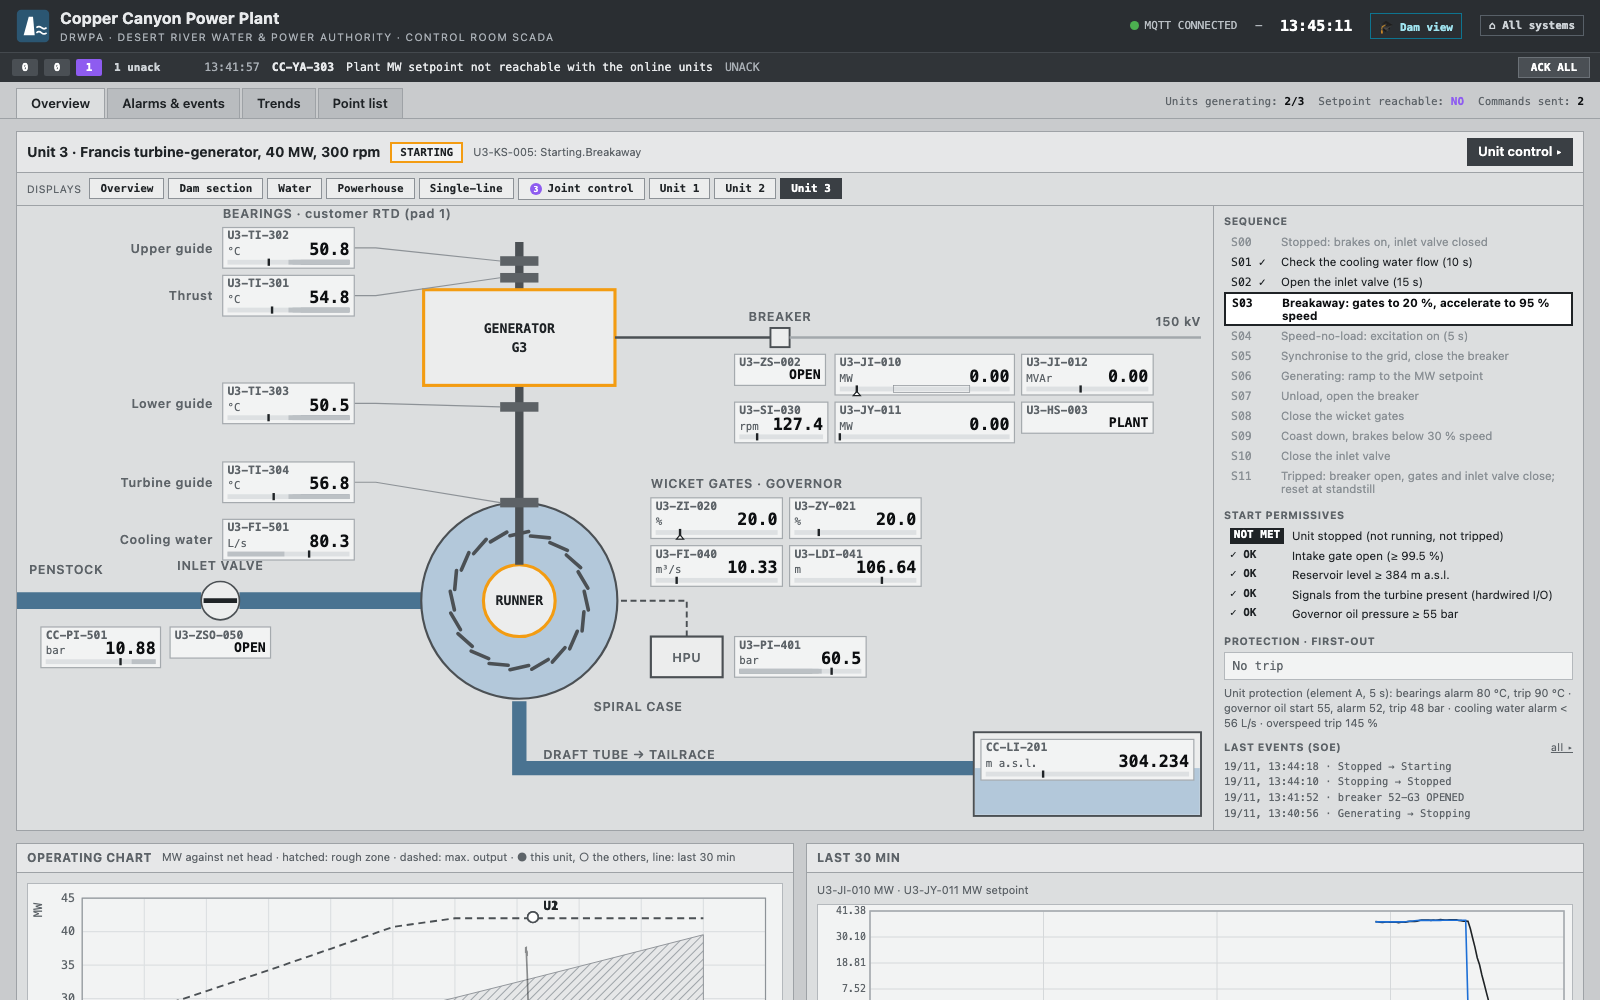 Copper Canyon Power Plant
DRWPA · DESERT RIVER WATER & POWER AUTHORITY · CONTROL ROOM SCADA
MQTT CONNECTED — 13:45:11 Dam view ⌂ All systems
0 0 1 1 unack 13:41:57 CC-YA-303 Plant MW setpoint not reachable with the online units UNACK ACK ALL
Overview Alarms & events Trends Point list Units generating: 2/3 Setpoint reachable: NO Commands sent: 2
Unit 3 · Francis turbine-generator, 40 MW, 300 rpm STARTING U3-KS-005: Starting.Breakaway Unit control ▸
DISPLAYS Overview Dam section Water Powerhouse Single-line 3 Joint control Unit 1 Unit 2 Unit 3
BEARINGS · customer RTD (pad 1)
Upper guide U3-TI-302 °C 50.8
Thrust U3-TI-301 °C 54.8
GENERATOR
G3
BREAKER
150 kV
U3-ZS-002 OPEN
U3-JI-010 MW 0.00
U3-JI-012 MVAr 0.00
Lower guide U3-TI-303 °C 50.5
U3-SI-030 rpm 127.4
U3-JY-011 MW 0.00
U3-HS-003 PLANT
Turbine guide U3-TI-304 °C 56.8
WICKET GATES · GOVERNOR
U3-ZI-020 % 20.0
U3-ZY-021 % 20.0
Cooling water U3-FI-501 L/s 80.3
U3-FI-040 m³/s 10.33
U3-LDI-041 m 106.64
PENSTOCK
INLET VALVE
RUNNER
CC-PI-501 bar 10.88
U3-ZSO-050 OPEN
HPU
U3-PI-401 bar 60.5
SPIRAL CASE
DRAFT TUBE → TAILRACE
CC-LI-201 m a.s.l. 304.234
SEQUENCE
S00 Stopped: brakes on, inlet valve closed
S01 ✓ Check the cooling water flow (10 s)
S02 ✓ Open the inlet valve (15 s)
S03 Breakaway: gates to 20 %, accelerate to 95 %
speed
S04 Speed-no-load: excitation on (5 s)
S05 Synchronise to the grid, close the breaker
S06 Generating: ramp to the MW setpoint
S07 Unload, open the breaker
S08 Close the wicket gates
S09 Coast down, brakes below 30 % speed
S10 Close the inlet valve
S11 Tripped: breaker open, gates and inlet valve close;
reset at standstill
START PERMISSIVES
NOT MET Unit stopped (not running, not tripped)
✓ OK Intake gate open (≥ 99.5 %)
✓ OK Reservoir level ≥ 384 m a.s.l.
✓ OK Signals from the turbine present (hardwired I/O)
✓ OK Governor oil pressure ≥ 55 bar
PROTECTION · FIRST-OUT
No trip
Unit protection (element A, 5 s): bearings alarm 80 °C, trip 90 °C ·
governor oil start 55, alarm 52, trip 48 bar · cooling water alarm <
56 L/s · overspeed trip 145 %
LAST EVENTS (SOE) all ▸
19/11, 13:44:18 · Stopped → Starting
19/11, 13:44:10 · Stopping → Stopped
19/11, 13:41:52 · breaker 52-G3 OPENED
19/11, 13:40:56 · Generating → Stopping
OPERATING CHART MW against net head · hatched: rough zone · dashed: max. output · ● this unit, ○ the others, line: last 30 min
MW
45
40
35
30
LAST 30 MIN
U3-JI-010 MW · U3-JY-011 MW setpoint
41.38
30.10
18.81
7.52